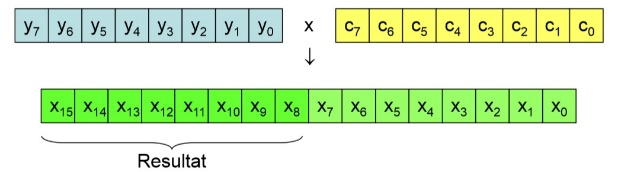 y7 y6 y5 y4 y3 y2 y1 y0 x c7 c6 c5 c4 c3 c2 c1 c0
x15 x14 x13 x12 x11 x10 x9 x8 x7 x6 x5 x4 x3 x2 x1 x0
Resultat